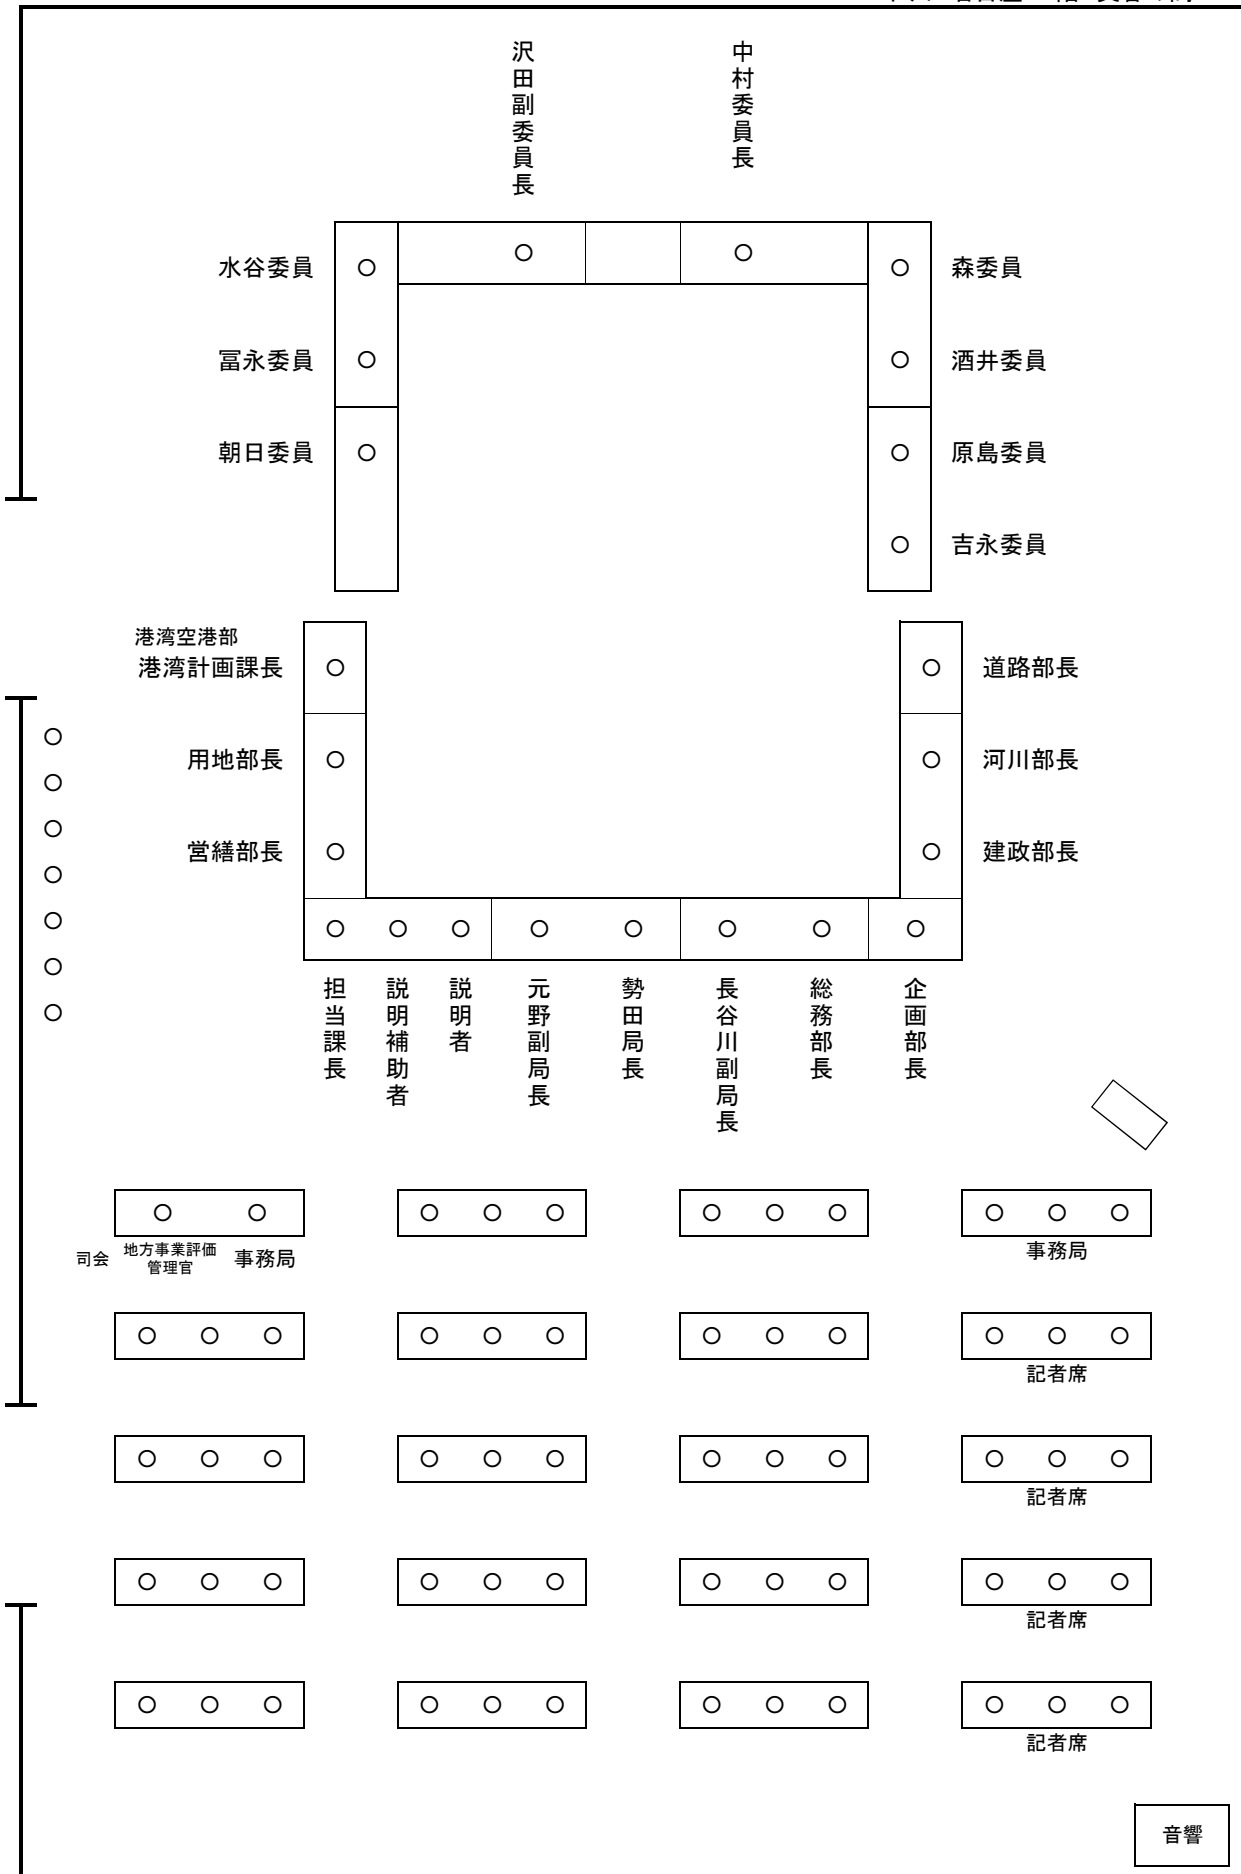 沢田副委員長
中村委員長
水谷委員
森委員
冨永委員
酒井委員
朝日委員
原島委員
吉永委員
港湾空港部
港湾計画課長
道路部長
用地部長
河川部長
営繕部長
建政部長
担当課長
説明補助者
説明者
元野副局長
勢田局長
長谷川副局長
総務部長
企画部長
司会
地方事業評価
管理官
事務局
事務局
記者席
記者席
記者席
記者席
音響